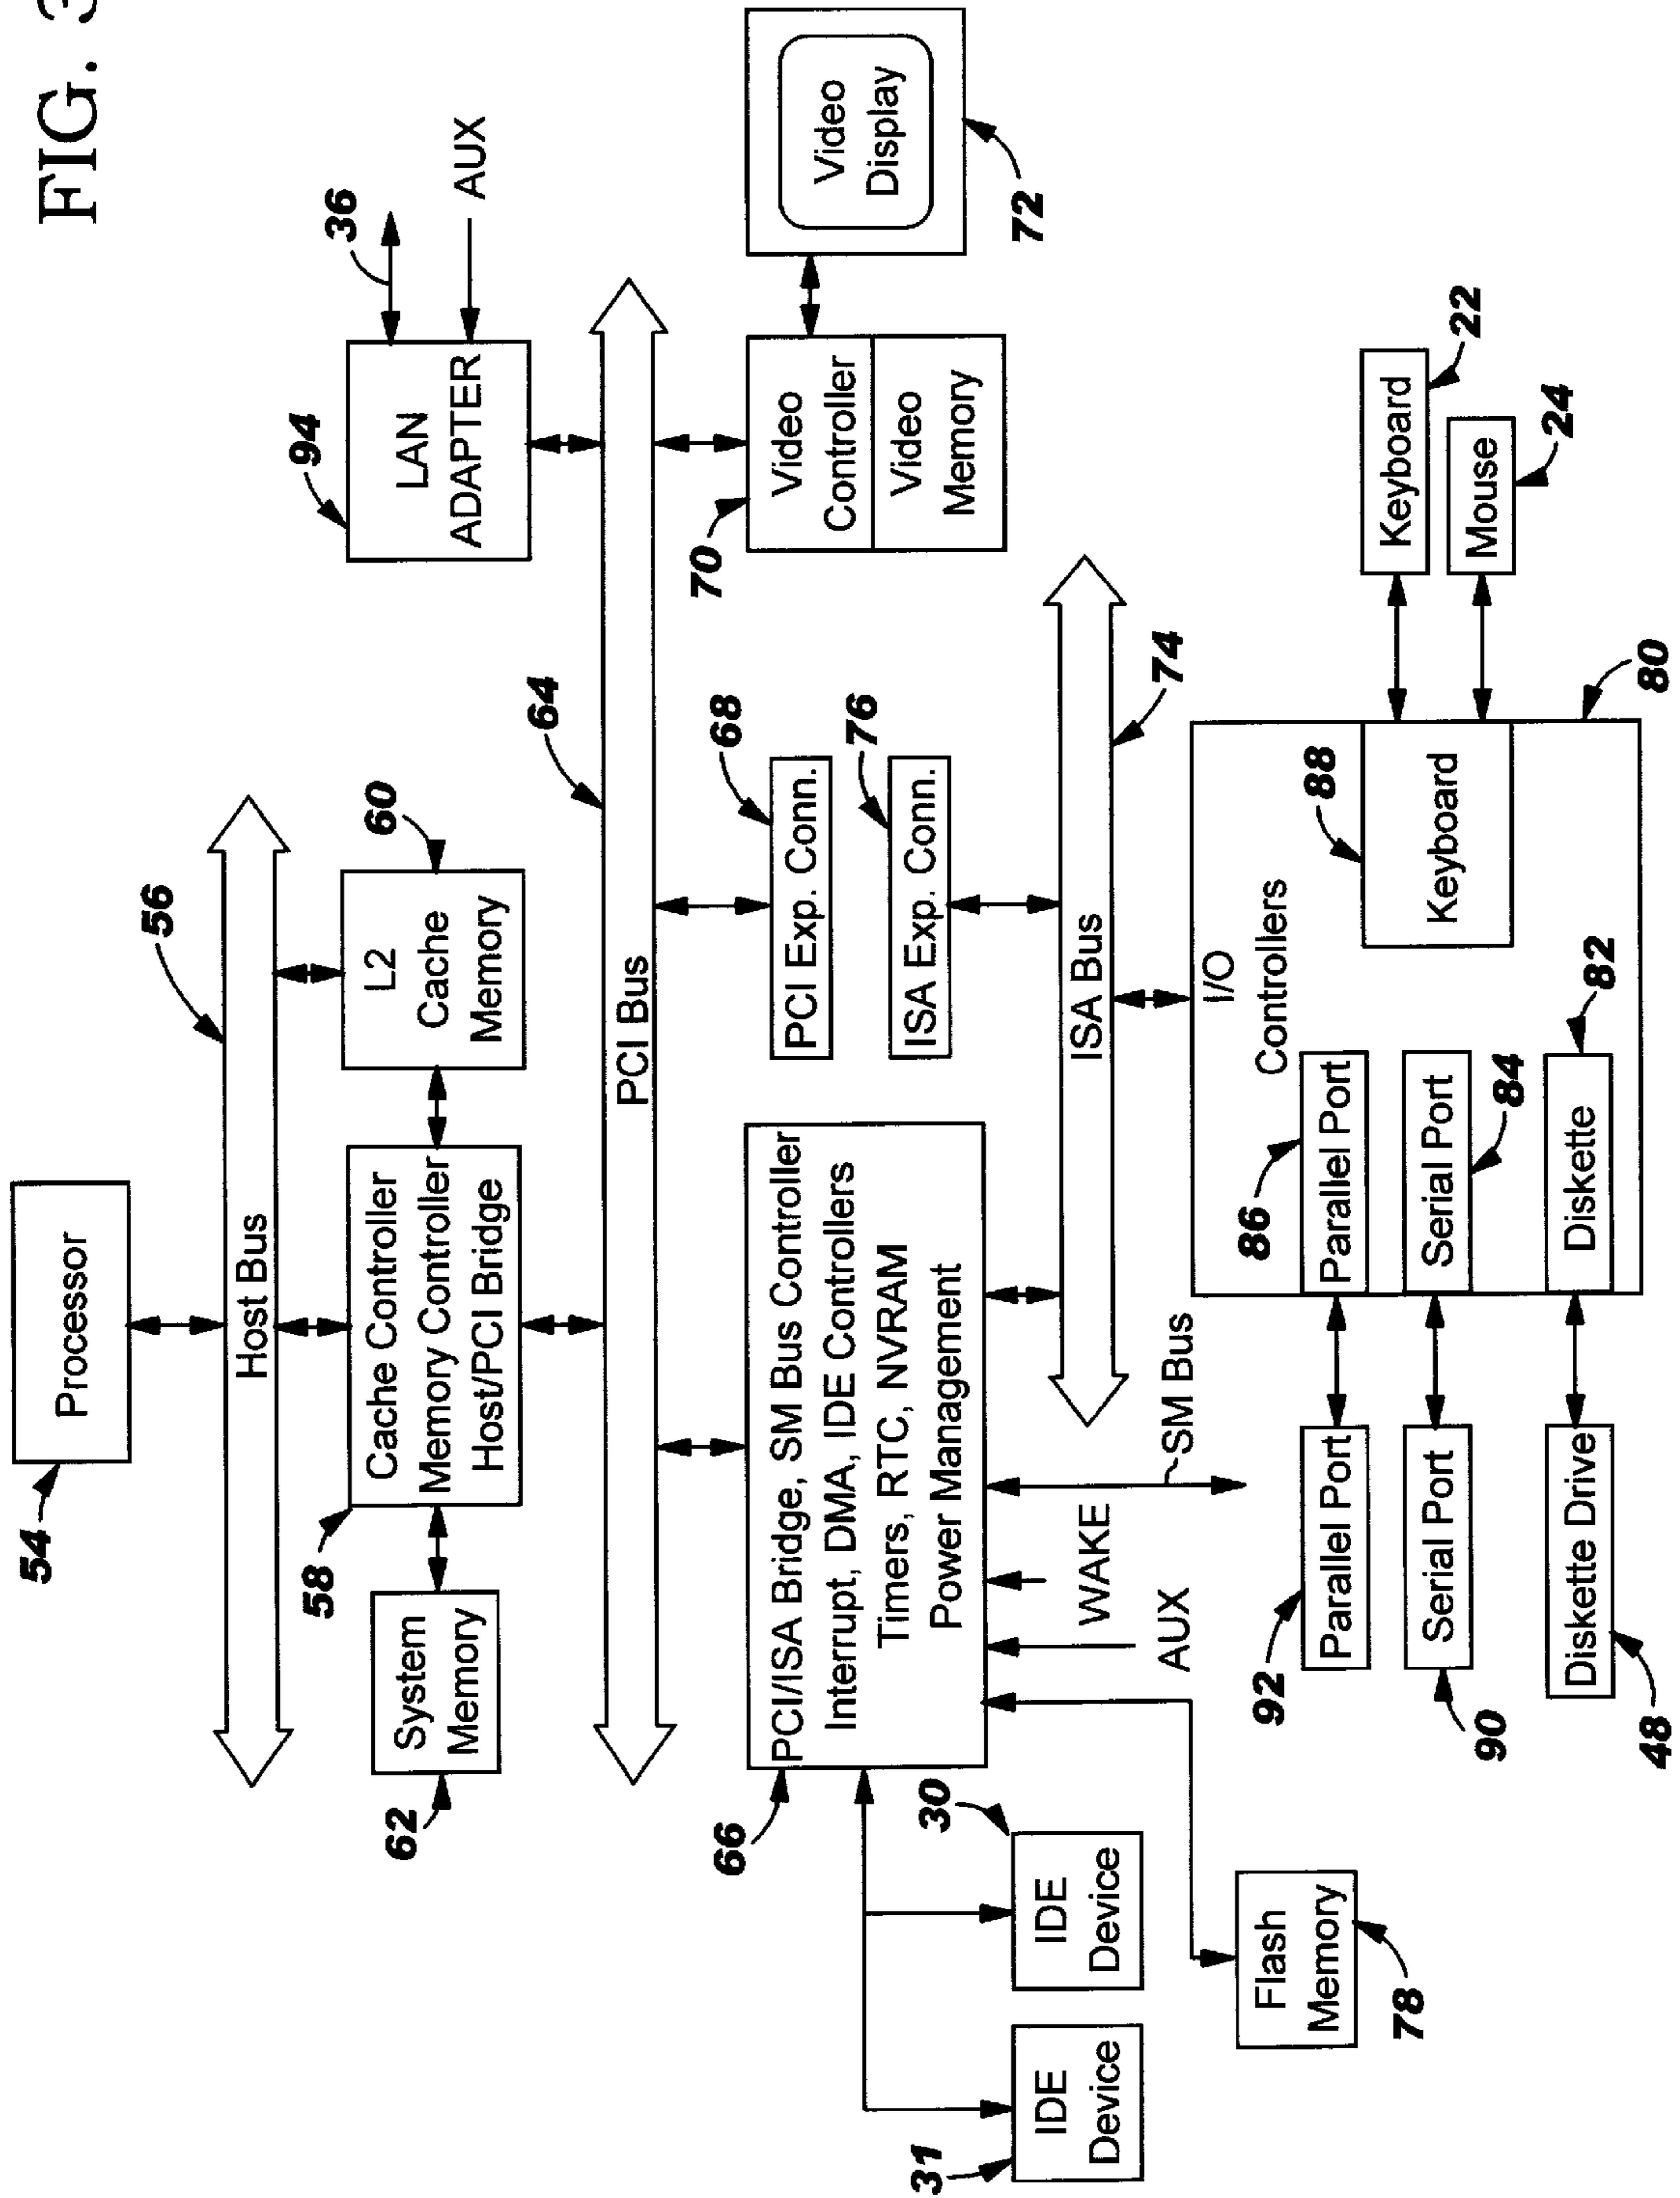 FIG. 3
54
Processor
56
Host Bus
58
Cache Controller
Memory Controller
Host/PCI Bridge
60
L2
Cache
Memory
62
System
Memory
94
LAN
ADAPTER
36
AUX
64
PCI Bus
66
PCI/ISA Bridge, SM Bus Controller
Interrupt, DMA, IDE Controllers
Timers, RTC, NVRAM
Power Management
68
PCI Exp. Conn.
76
ISA Exp. Conn.
70
Video
Controller
Video
Memory
Video
Display
72
31
IDE
Device
30
IDE
Device
78
Flash
Memory
AUX
WAKE
SM Bus
ISA Bus
74
I/O
Controllers
80
92
Parallel Port
86
Parallel Port
90
Serial Port
Serial Port
84
48
Diskette Drive
Diskette
82
88
Keyboard
Keyboard
22
Mouse
24